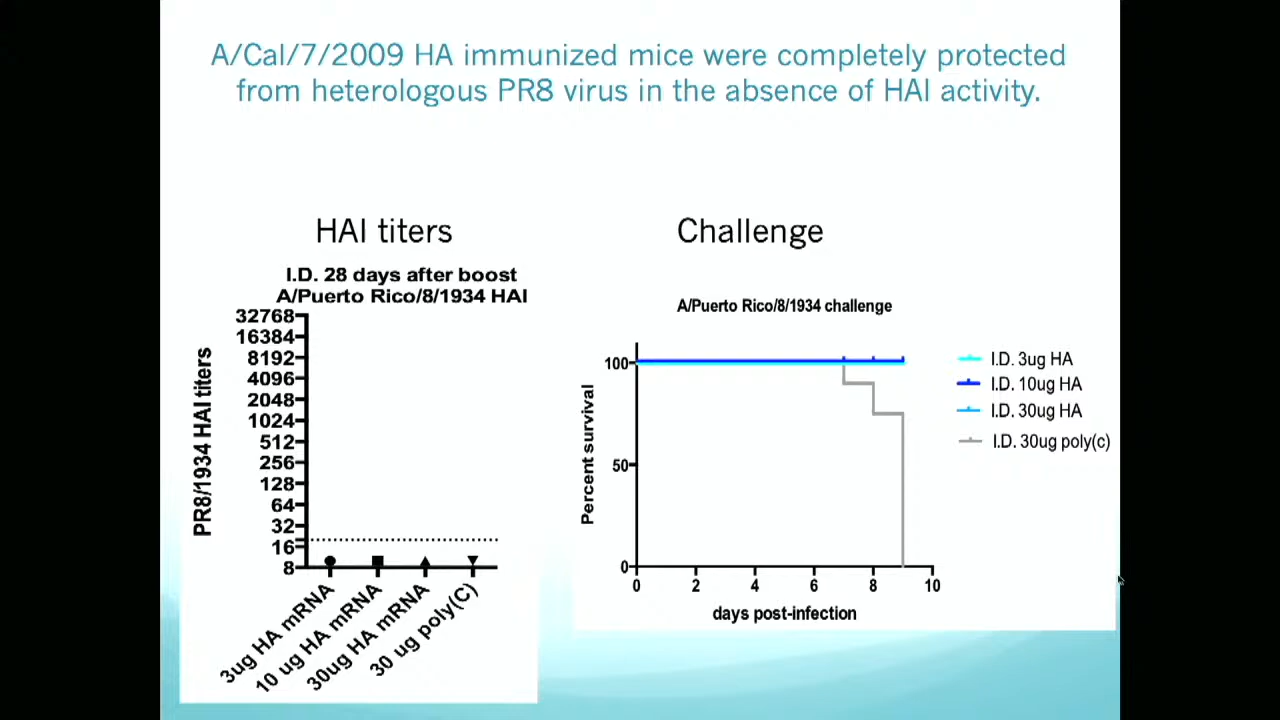 A/Cal/7/2009 HA immunized mice were completely protected
from heterologous PR8 virus in the absence of HAI activity.
HAI titers
I.D. 28 days after boost
A/Puerto Rico/8/1934 HAI
PR8/1934 HAI titers
32768
16384
8192
4096
2048
1024
512
256
128
64
32
16
8
3ug HA mRNA
10 ug HA mRNA
30ug HA mRNA
30 ug poly(C)
Challenge
A/Puerto Rico/8/1934 challenge
Percent survival
100
50
0
0 2 4 6 8 10
days post-infection
I.D. 3ug HA
I.D. 10ug HA
I.D. 30ug HA
I.D. 30ug poly(c)